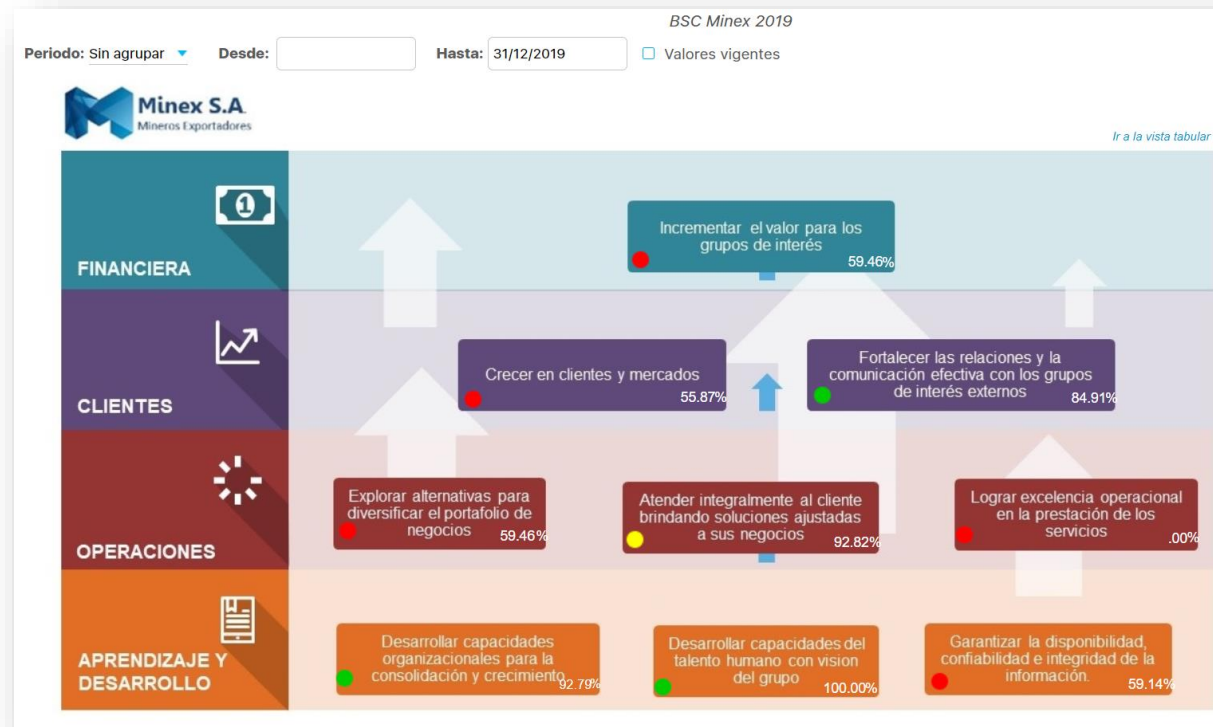 BSC Minex 2019
Periodo: Sin agrupar Desde: Hasta: 31/12/2019 Valores vigentes
Minex S.A.
Mineros Exportadores
Ir a la vista tabular
FINANCIERA
1
Incrementar el valor para los
grupos de interés
59.46%
CLIENTES
Crecer en clientes y mercados
55.87%
Fortalecer las relaciones y la
comunicación efectiva con los grupos
de interés externos
84.91%
OPERACIONES
Explorar alternativas para
diversificar el portafolio de
negocios
59.46%
Atender integralmente al cliente
brindando soluciones ajustadas
a sus negocios
92.82%
Lograr excelencia operacional
en la prestación de los
servicios
.00%
APRENDIZAJE Y
DESARROLLO
Desarrollar capacidades
organizacionales para la
consolidación y crecimiento
92.79%
Desarrollar capacidades del
talento humano con vision
del grupo
100.00%
Garantizar la disponibilidad,
confiabilidad e integridad de la
información.
59.14%